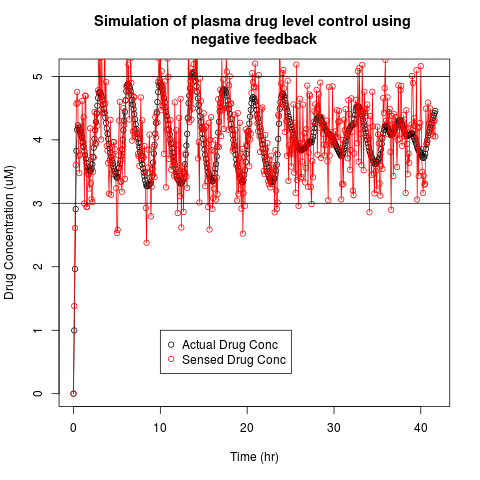 Simulation of plasma drug level control using
negative feedback
Drug Concentration (uM)
5
4
3
2
1
0
Actual Drug Conc
Sensed Drug Conc
0 10 20 30 40
Time (hr)